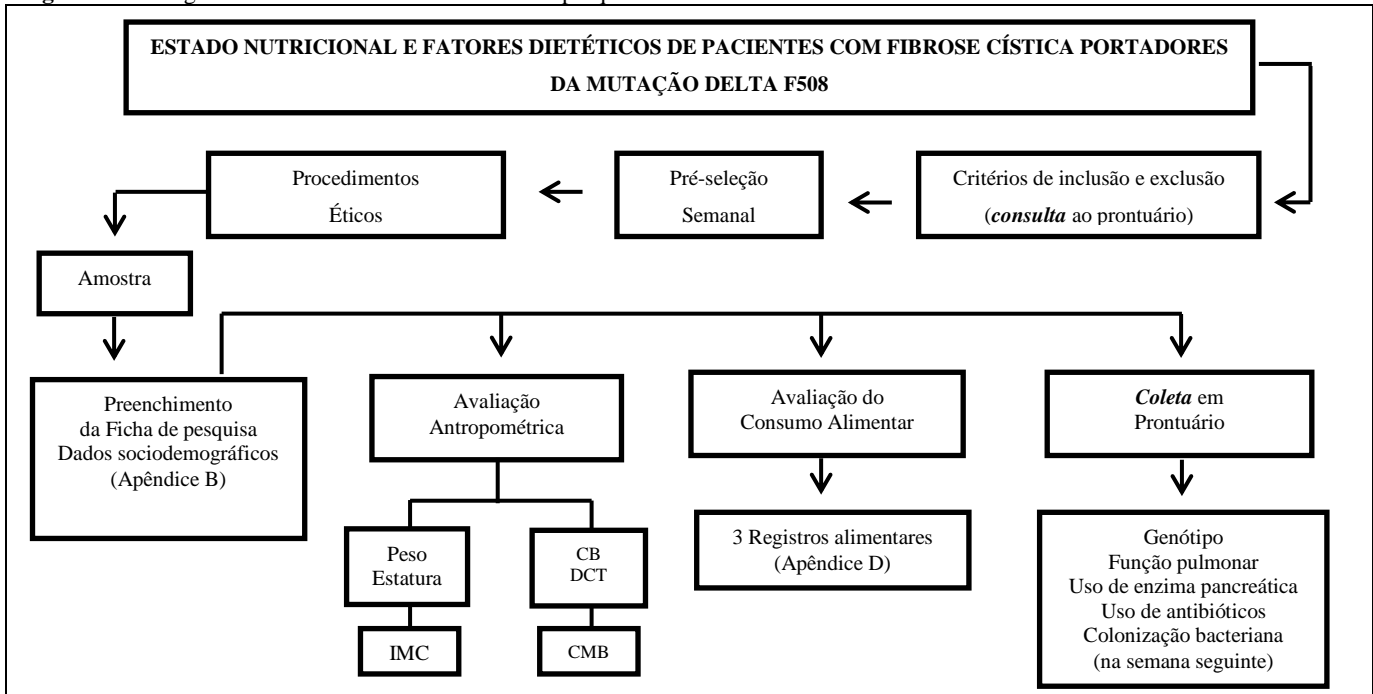 ESTADO NUTRICIONAL E FATORES DIETÉTICOS DE PACIENTES COM FIBROSE CÍSTICA PORTADORES
DA MUTAÇÃO DELTA F508
Procedimentos
Éticos
Pré-seleção
Semanal
Critérios de inclusão e exclusão
(consulta ao prontuário)
Amostra
Preenchimento
da Ficha de pesquisa
Dados sociodemográficos
(Apêndice B)
Avaliação
Antropométrica
Avaliação do
Consumo Alimentar
Coleta em
Prontuário
Peso
Estatura
CB
DCT
IMC
CMB
3 Registros alimentares
(Apêndice D)
Genótipo
Função pulmonar
Uso de enzima pancreática
Uso de antibióticos
Colonização bacteriana
(na semana seguinte)